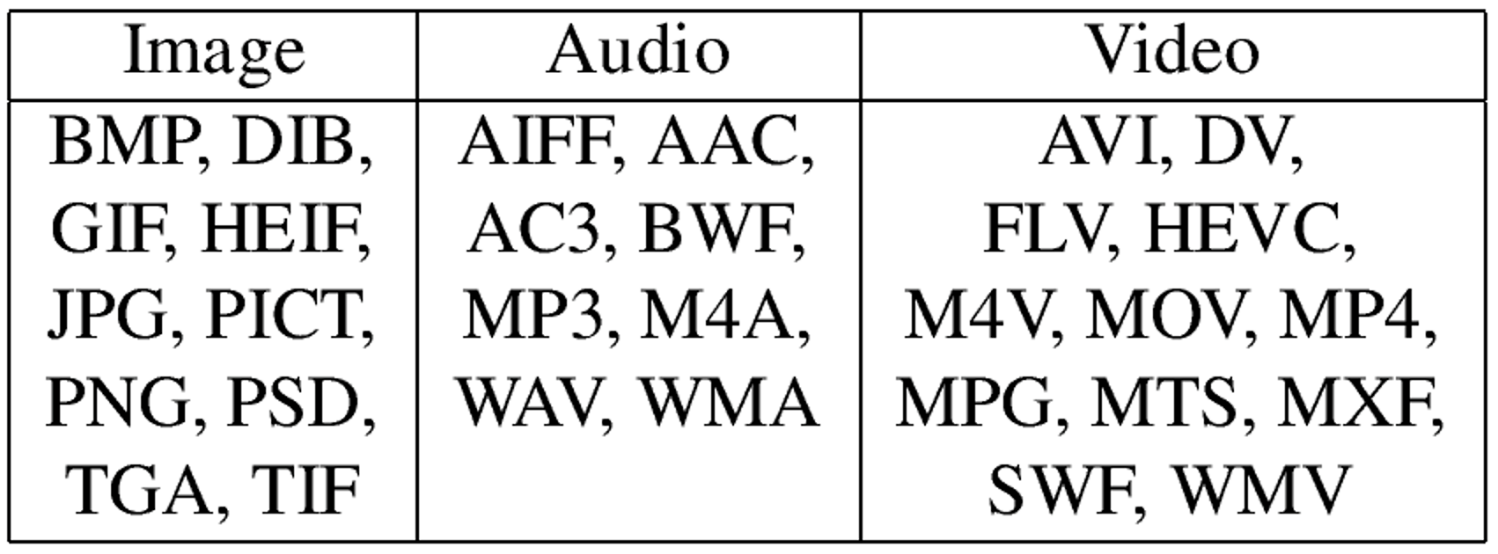 Image Audio Video
BMP, DIB, AIFF, AAC, AVI, DV,
GIF, HEIF, AC3, BWF, FLV, HEVC,
JPG, PICT, MP3, M4A, M4V, MOV, MP4,
PNG, PSD, WAV, WMA MPG, MTS, MXF,
TGA, TIF SWF, WMV